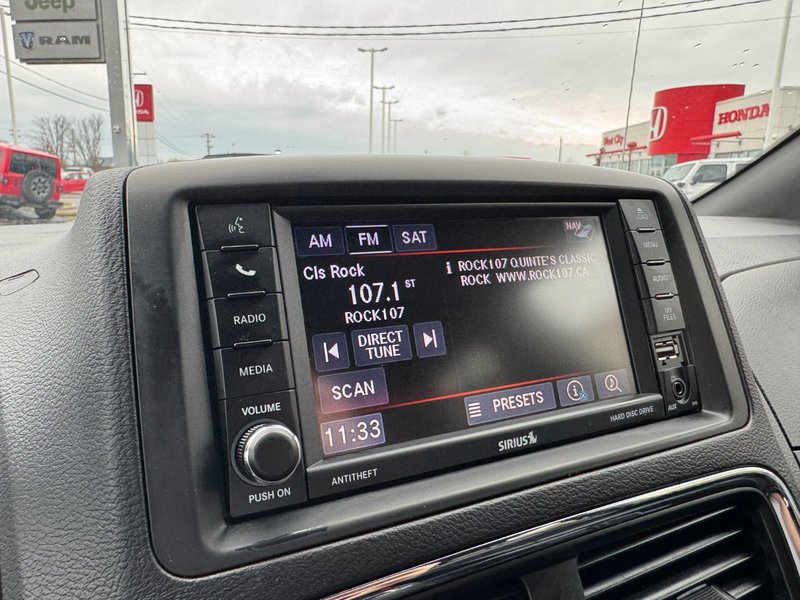 Jeep
RAM
HONDA
AM FM SAT
NAV
Cls Rock
107.1 ST
ROCK107
i ROCK107 QUINTE'S CLASSIC
ROCK WWW.ROCK107.CA
DIRECT
TUNE
SCAN
PRESETS
11:33
RADIO
MEDIA
VOLUME
PUSH ON
ANTITHEFT
SIRIUS
HARD DISC DRIVE
LOAD
MENU
AUDIO
MY
FILES
AUX